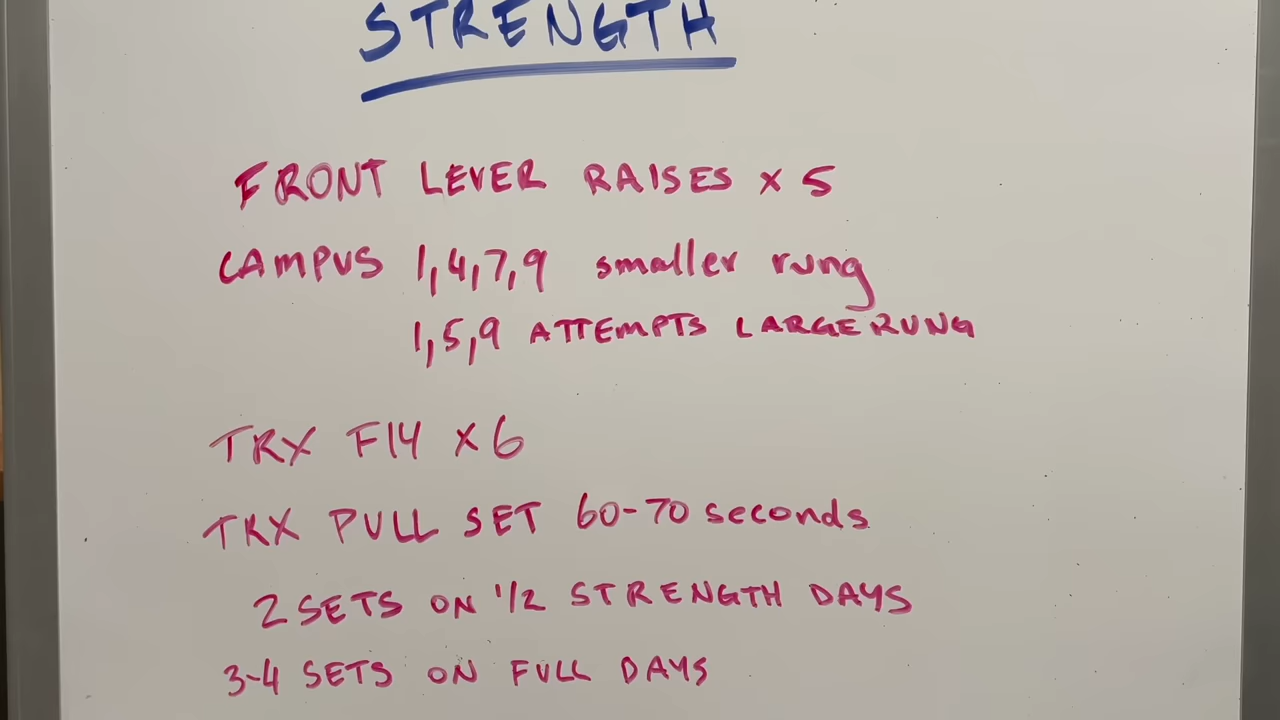 STRENGTH
FRONT LEVER RAISES x 5
CAMPUS 1,4,7,9 smaller rung
1,5,9 ATTEMPTS LARGE RUNG
TRX F14 x 6
TRX PULL SET 60-70 seconds
2 SETS ON 1/2 STRENGTH DAYS
3-4 SETS ON FULL DAYS